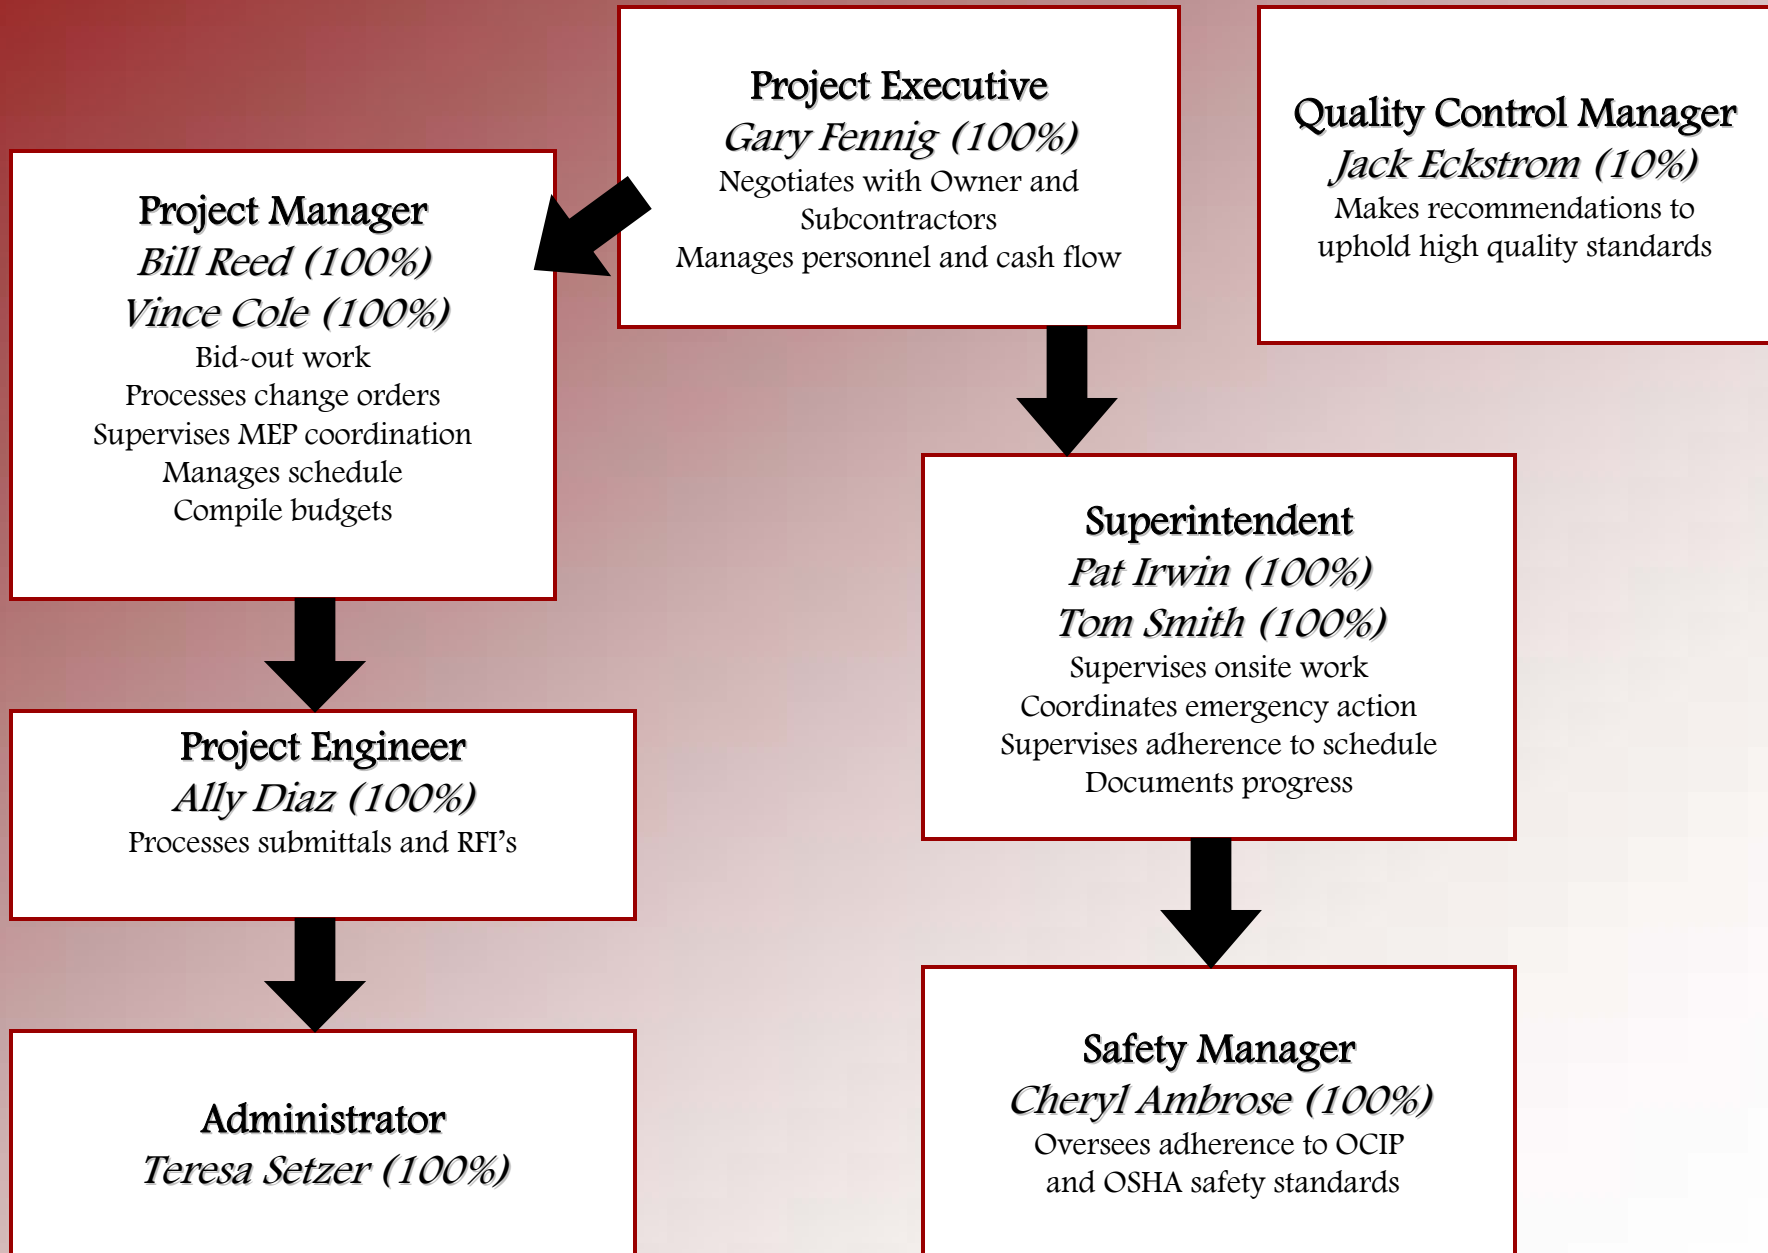 Project Executive
Gary Fennig (100%)
Negotiates with Owner and
Subcontractors
Manages personnel and cash flow
Quality Control Manager
Jack Eckstrom (10%)
Makes recommendations to
uphold high quality standards
Project Manager
Bill Reed (100%)
Vince Cole (100%)
Bid-out work
Processes change orders
Supervises MEP coordination
Manages schedule
Compile budgets
Superintendent
Pat Irwin (100%)
Tom Smith (100%)
Supervises onsite work
Coordinates emergency action
Supervises adherence to schedule
Documents progress
Project Engineer
Ally Diaz (100%)
Processes submittals and RFI’s
Administrator
Teresa Setzer (100%)
Safety Manager
Cheryl Ambrose (100%)
Oversees adherence to OCIP
and OSHA safety standards